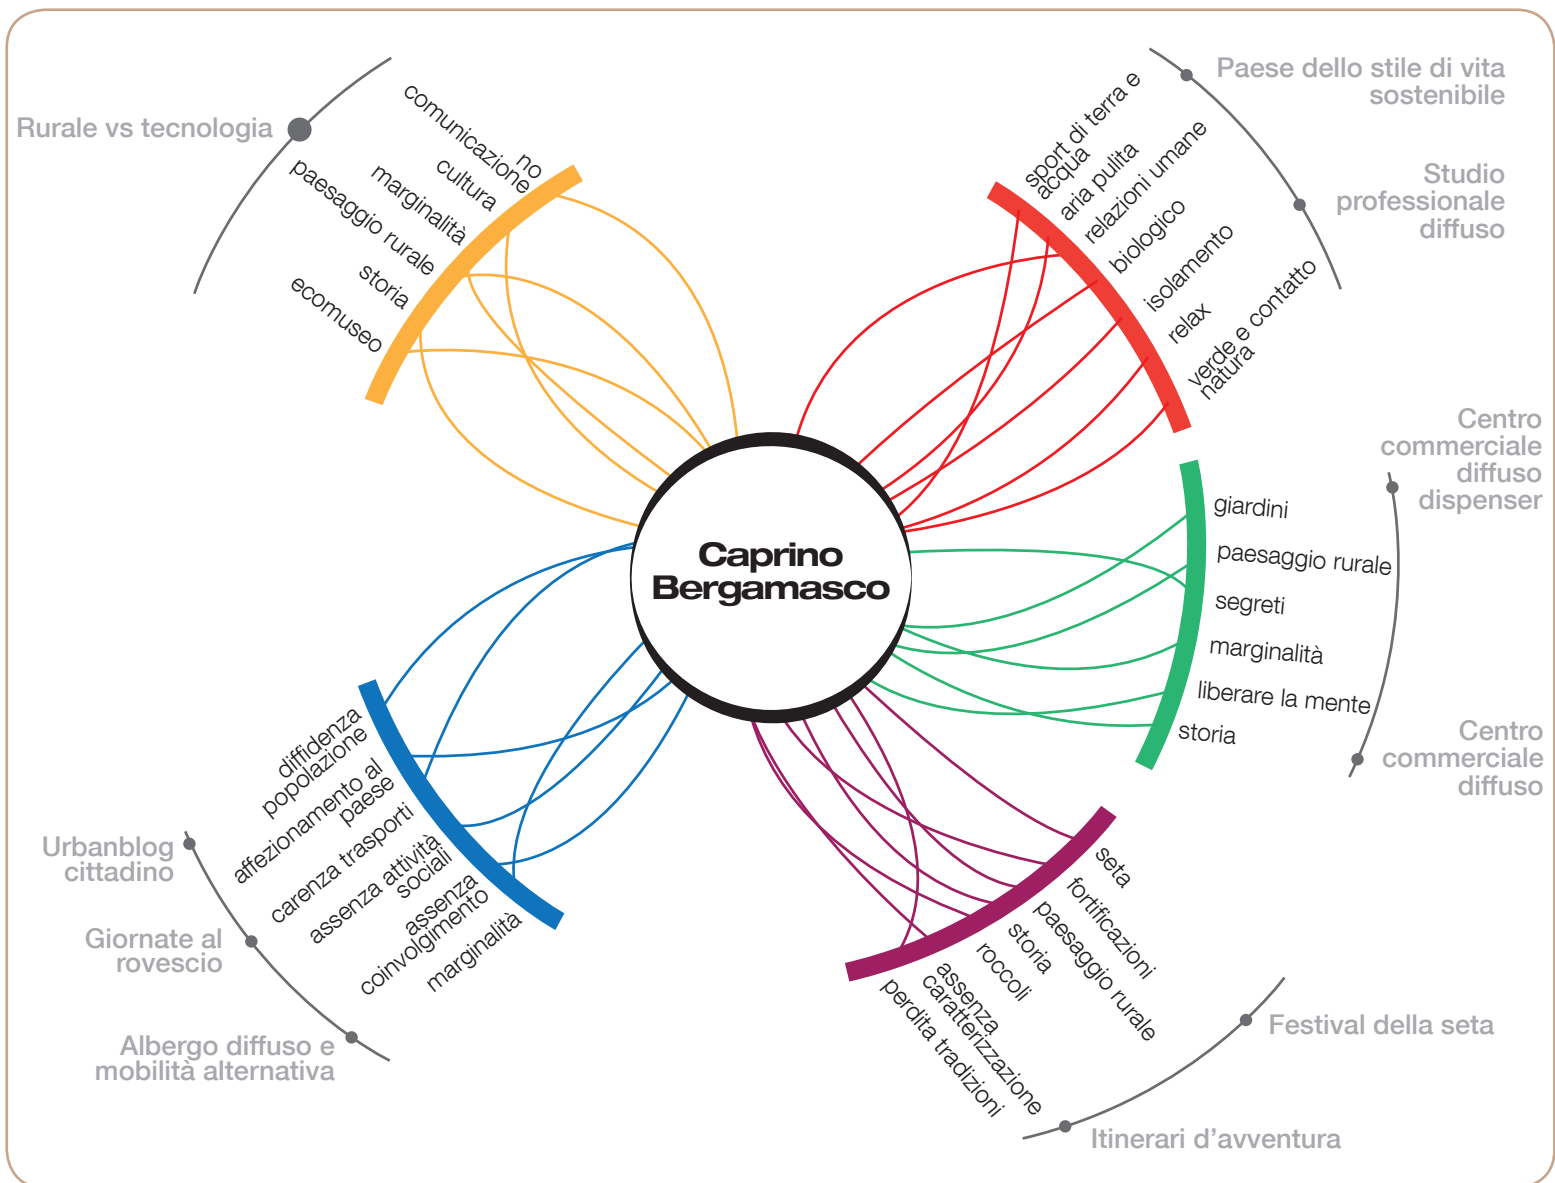 Rurale vs tecnologia
no
comunicazione
cultura
marginalità
paesaggio rurale
storia
ecomuseo
Paese dello stile di vita
sostenibile
Studio
professionale
diffuso
sport di terra e
acqua
aria pulita
relazioni umane
biologico
isolamento
relax
verde e contatto
natura
Caprino
Bergamasco
Centro
commerciale
diffuso
dispenser
giardini
paesaggio rurale
segreti
marginalità
liberare la mente
storia
Centro
commerciale
diffuso
diffidenza
popolazione
affezionamento al
paese
carenza trasporti
assenza attività
sociali
assenza
coinvolgimento
marginalità
Urbanblog
cittadino
Giornate al
rovescio
Albergo diffuso e
mobilità alternativa
seta
fortificazioni
paesaggio rurale
storia
roccoli
assenza
caratterizzazione
perdita tradizioni
Festival della seta
Itinerari d'avventura